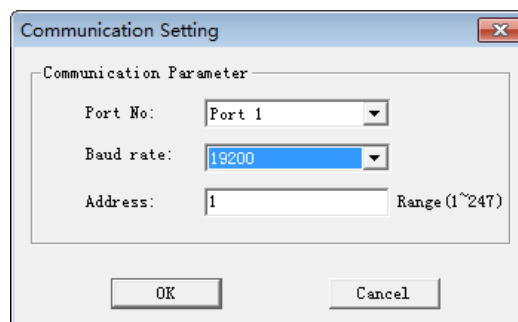 Communication Setting
Communication Parameter
Port No: Port 1
Baud rate: 19200
Address: 1 Range(1~247)
OK Cancel